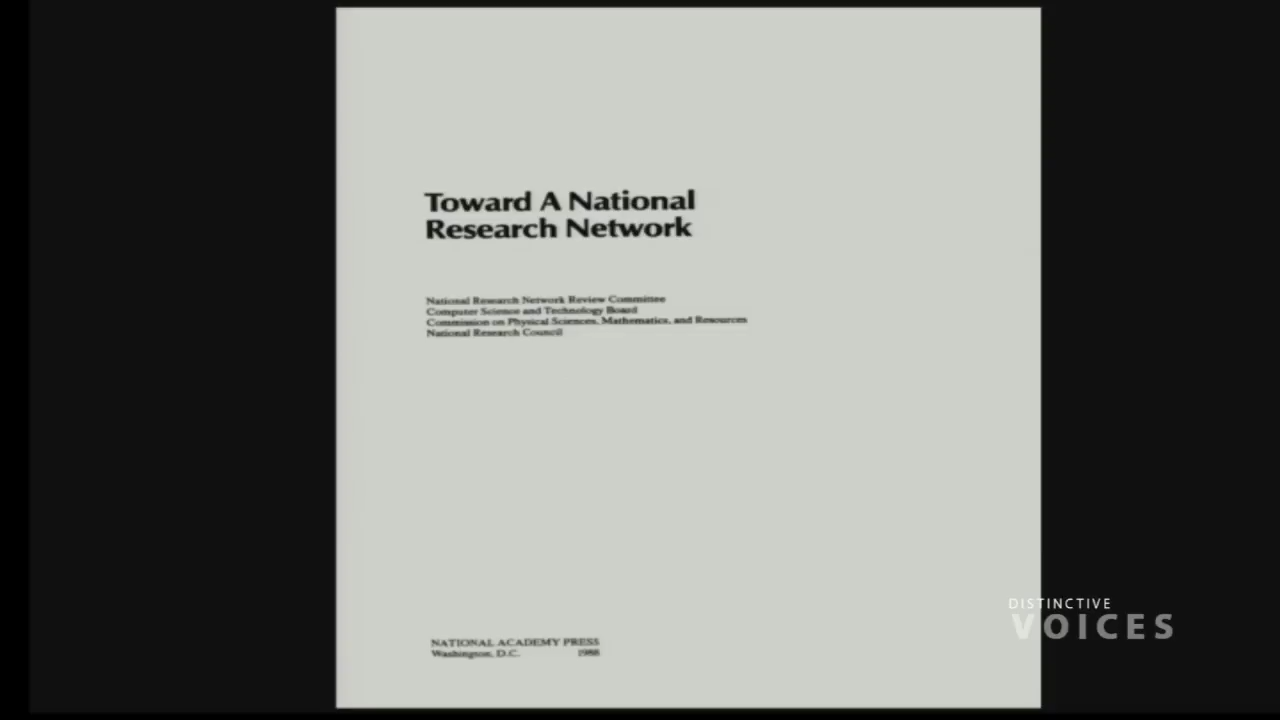 Toward A National
Research Network
National Research Network Review Committee
Computer Science and Technology Board
Commission on Physical Sciences, Mathematics, and Resources
National Research Council
NATIONAL ACADEMY PRESS
Washington, D.C. 1988
DISTINCTIVE
VOICES